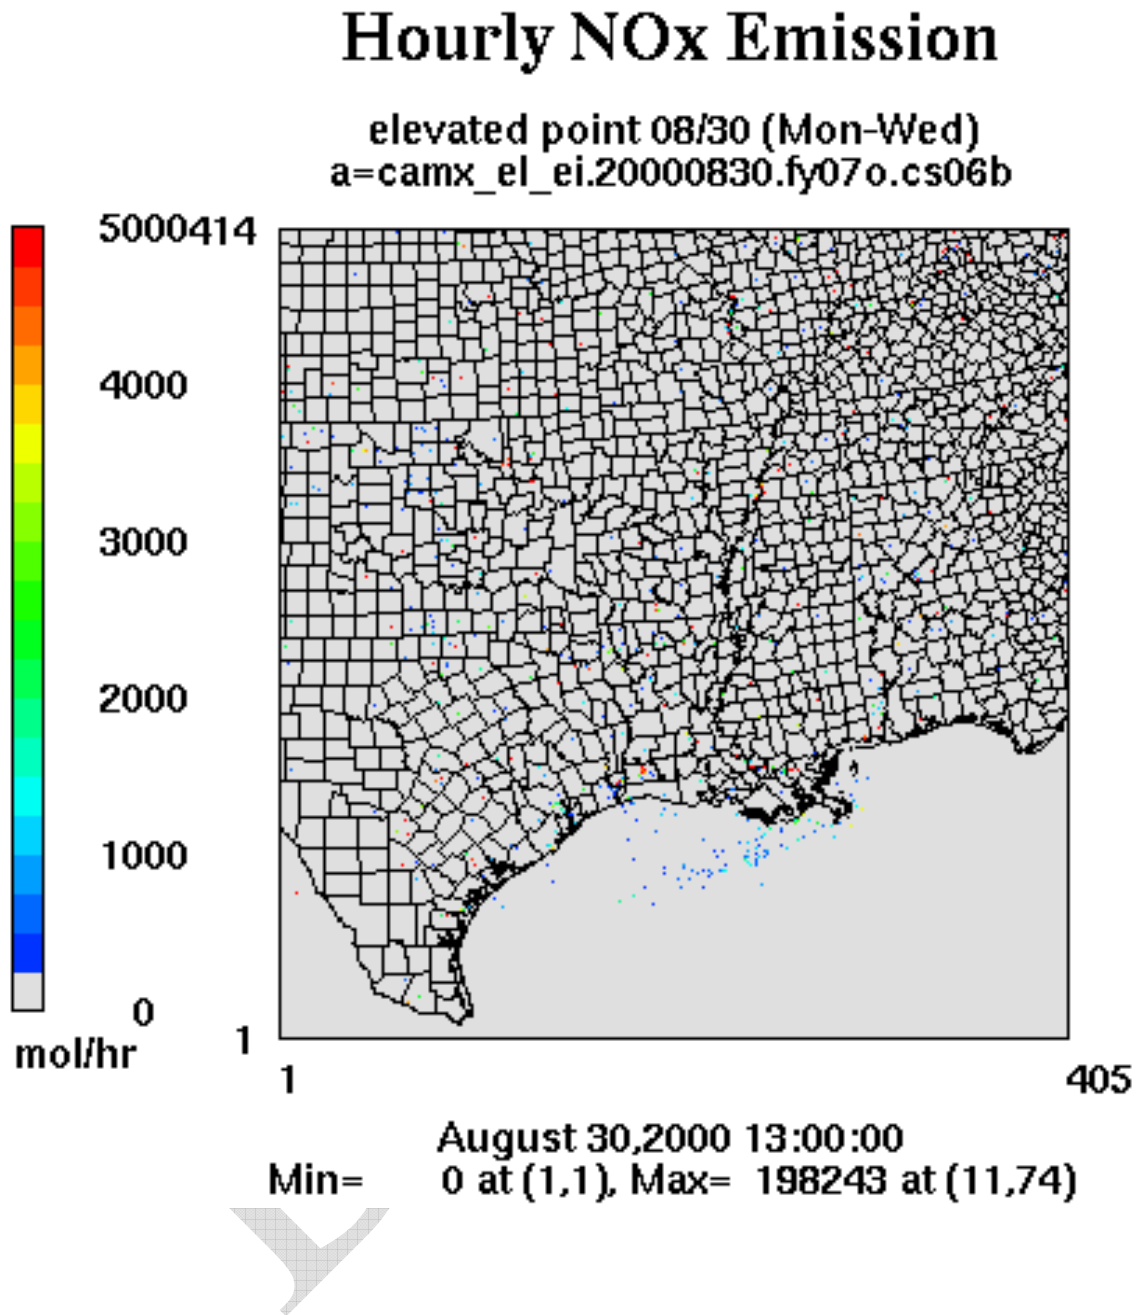 Hourly NOx Emission
elevated point 08/30 (Mon-Wed)
a=camx_el_ei.20000830.fy07o.cs06b
5000
414
4000
3000
2000
1000
0
mol/hr
1
1
405
August 30,2000 13:00:00
Min= 0 at (1,1), Max= 198243 at (11,74)